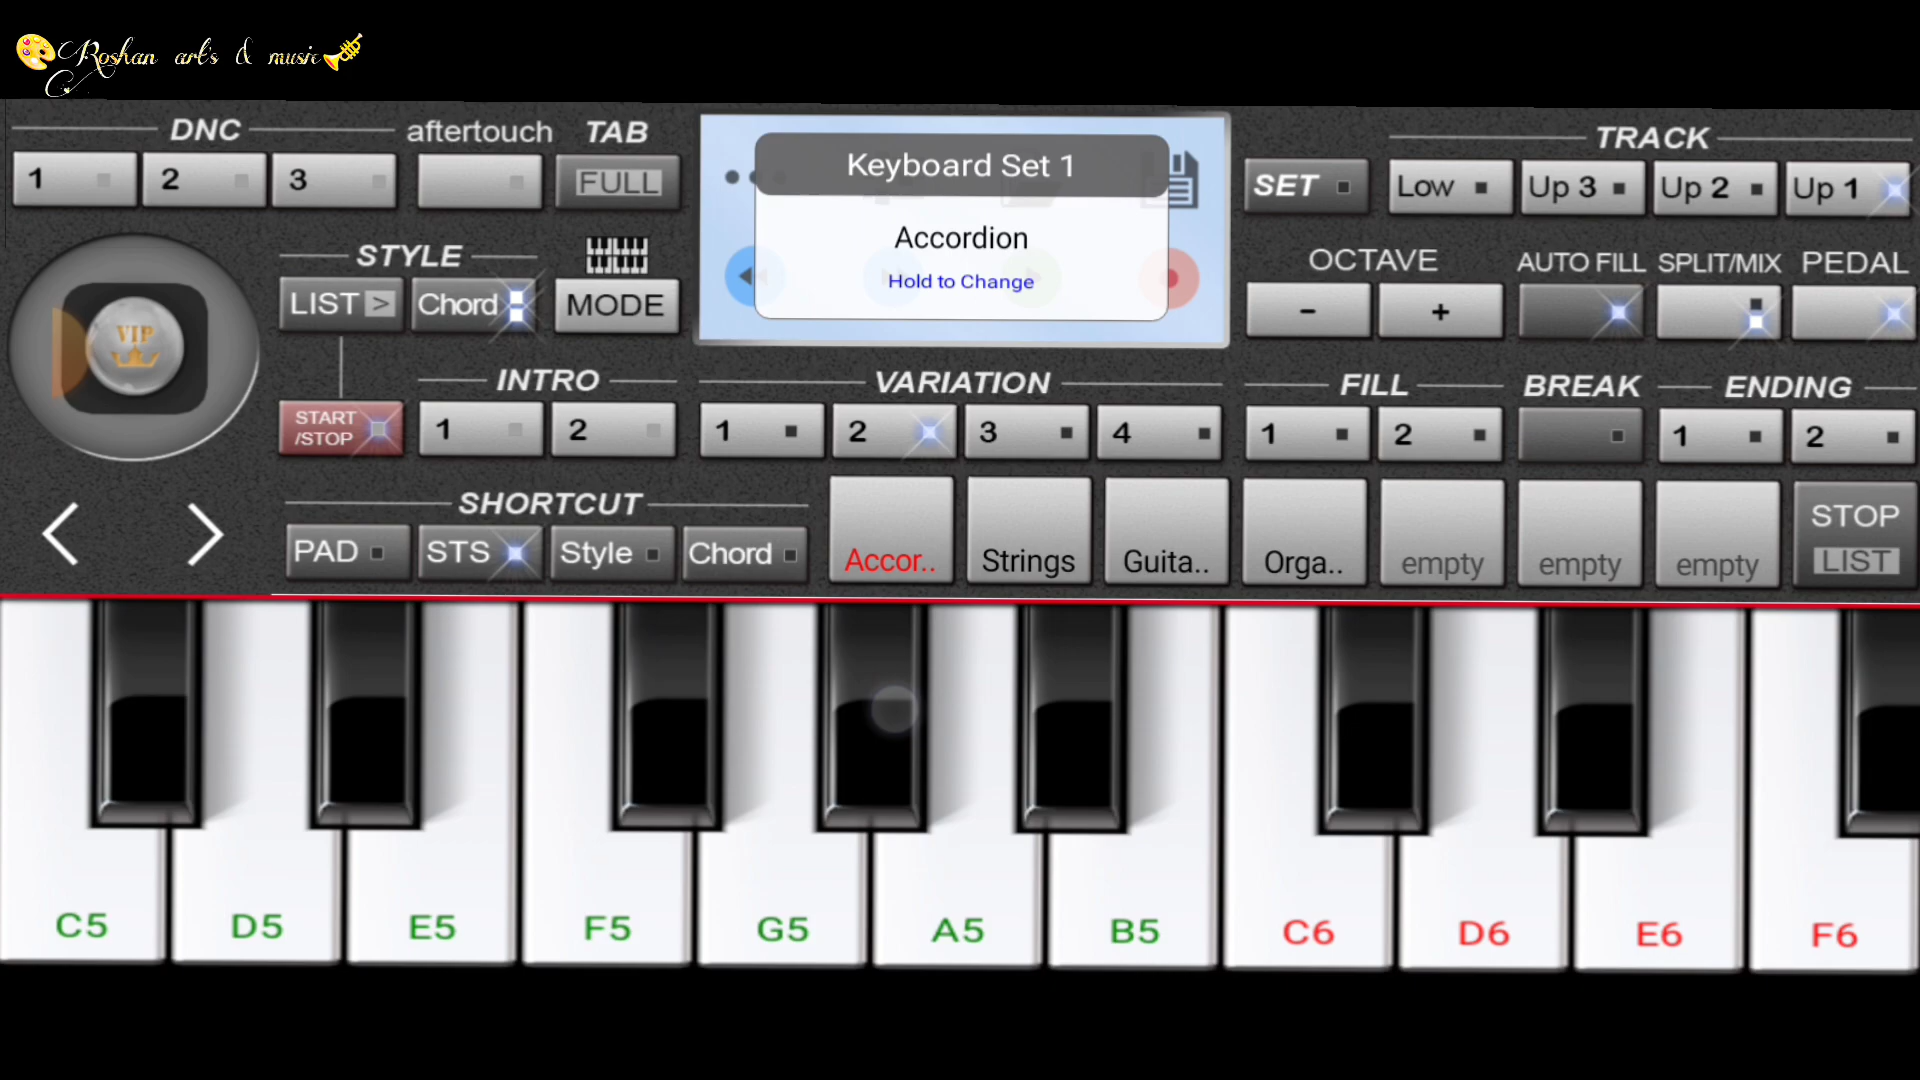 Roshan art's & music
DNC aftertouch TAB TRACK
1 2 3 FULL
Keyboard Set 1
Accordion
Hold to Change
SET Low Up 3 Up 2 Up 1
STYLE
LIST > Chord MODE
OCTAVE AUTO FILL SPLIT/MIX PEDAL
- +
VIP
INTRO VARIATION FILL BREAK ENDING
START
/STOP
1 2 1 2 3 4 1 2 1 2
SHORTCUT
PAD STS Style Chord
Accor.. Strings Guita.. Orga.. empty empty empty
STOP
LIST
C5 D5 E5 F5 G5 A5 B5 C6 D6 E6 F6